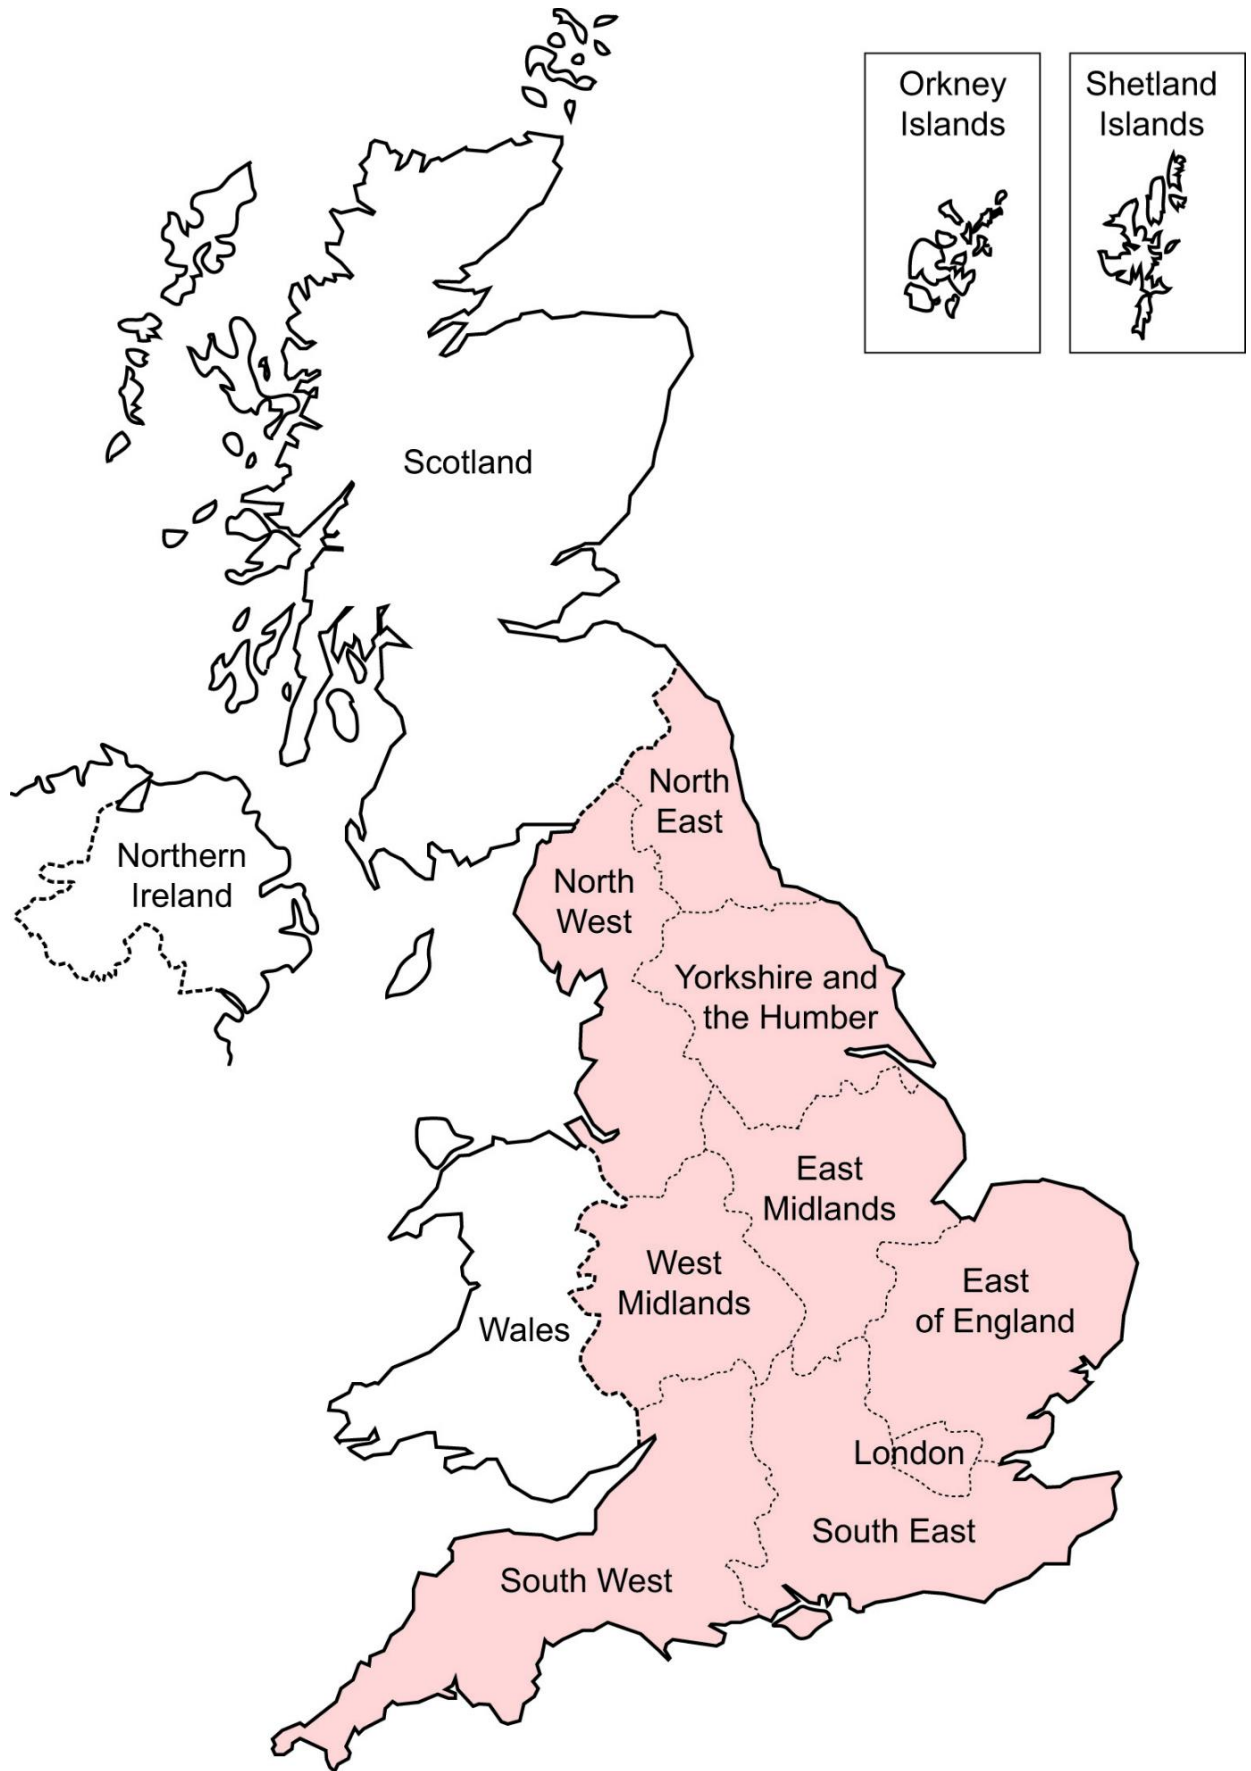 Orkney
Islands
Shetland
Islands
Scotland
North
East
Northern
Ireland
North
West
Yorkshire and
the Humber
East
Midlands
West
Midlands
East
of England
Wales
London
South East
South West